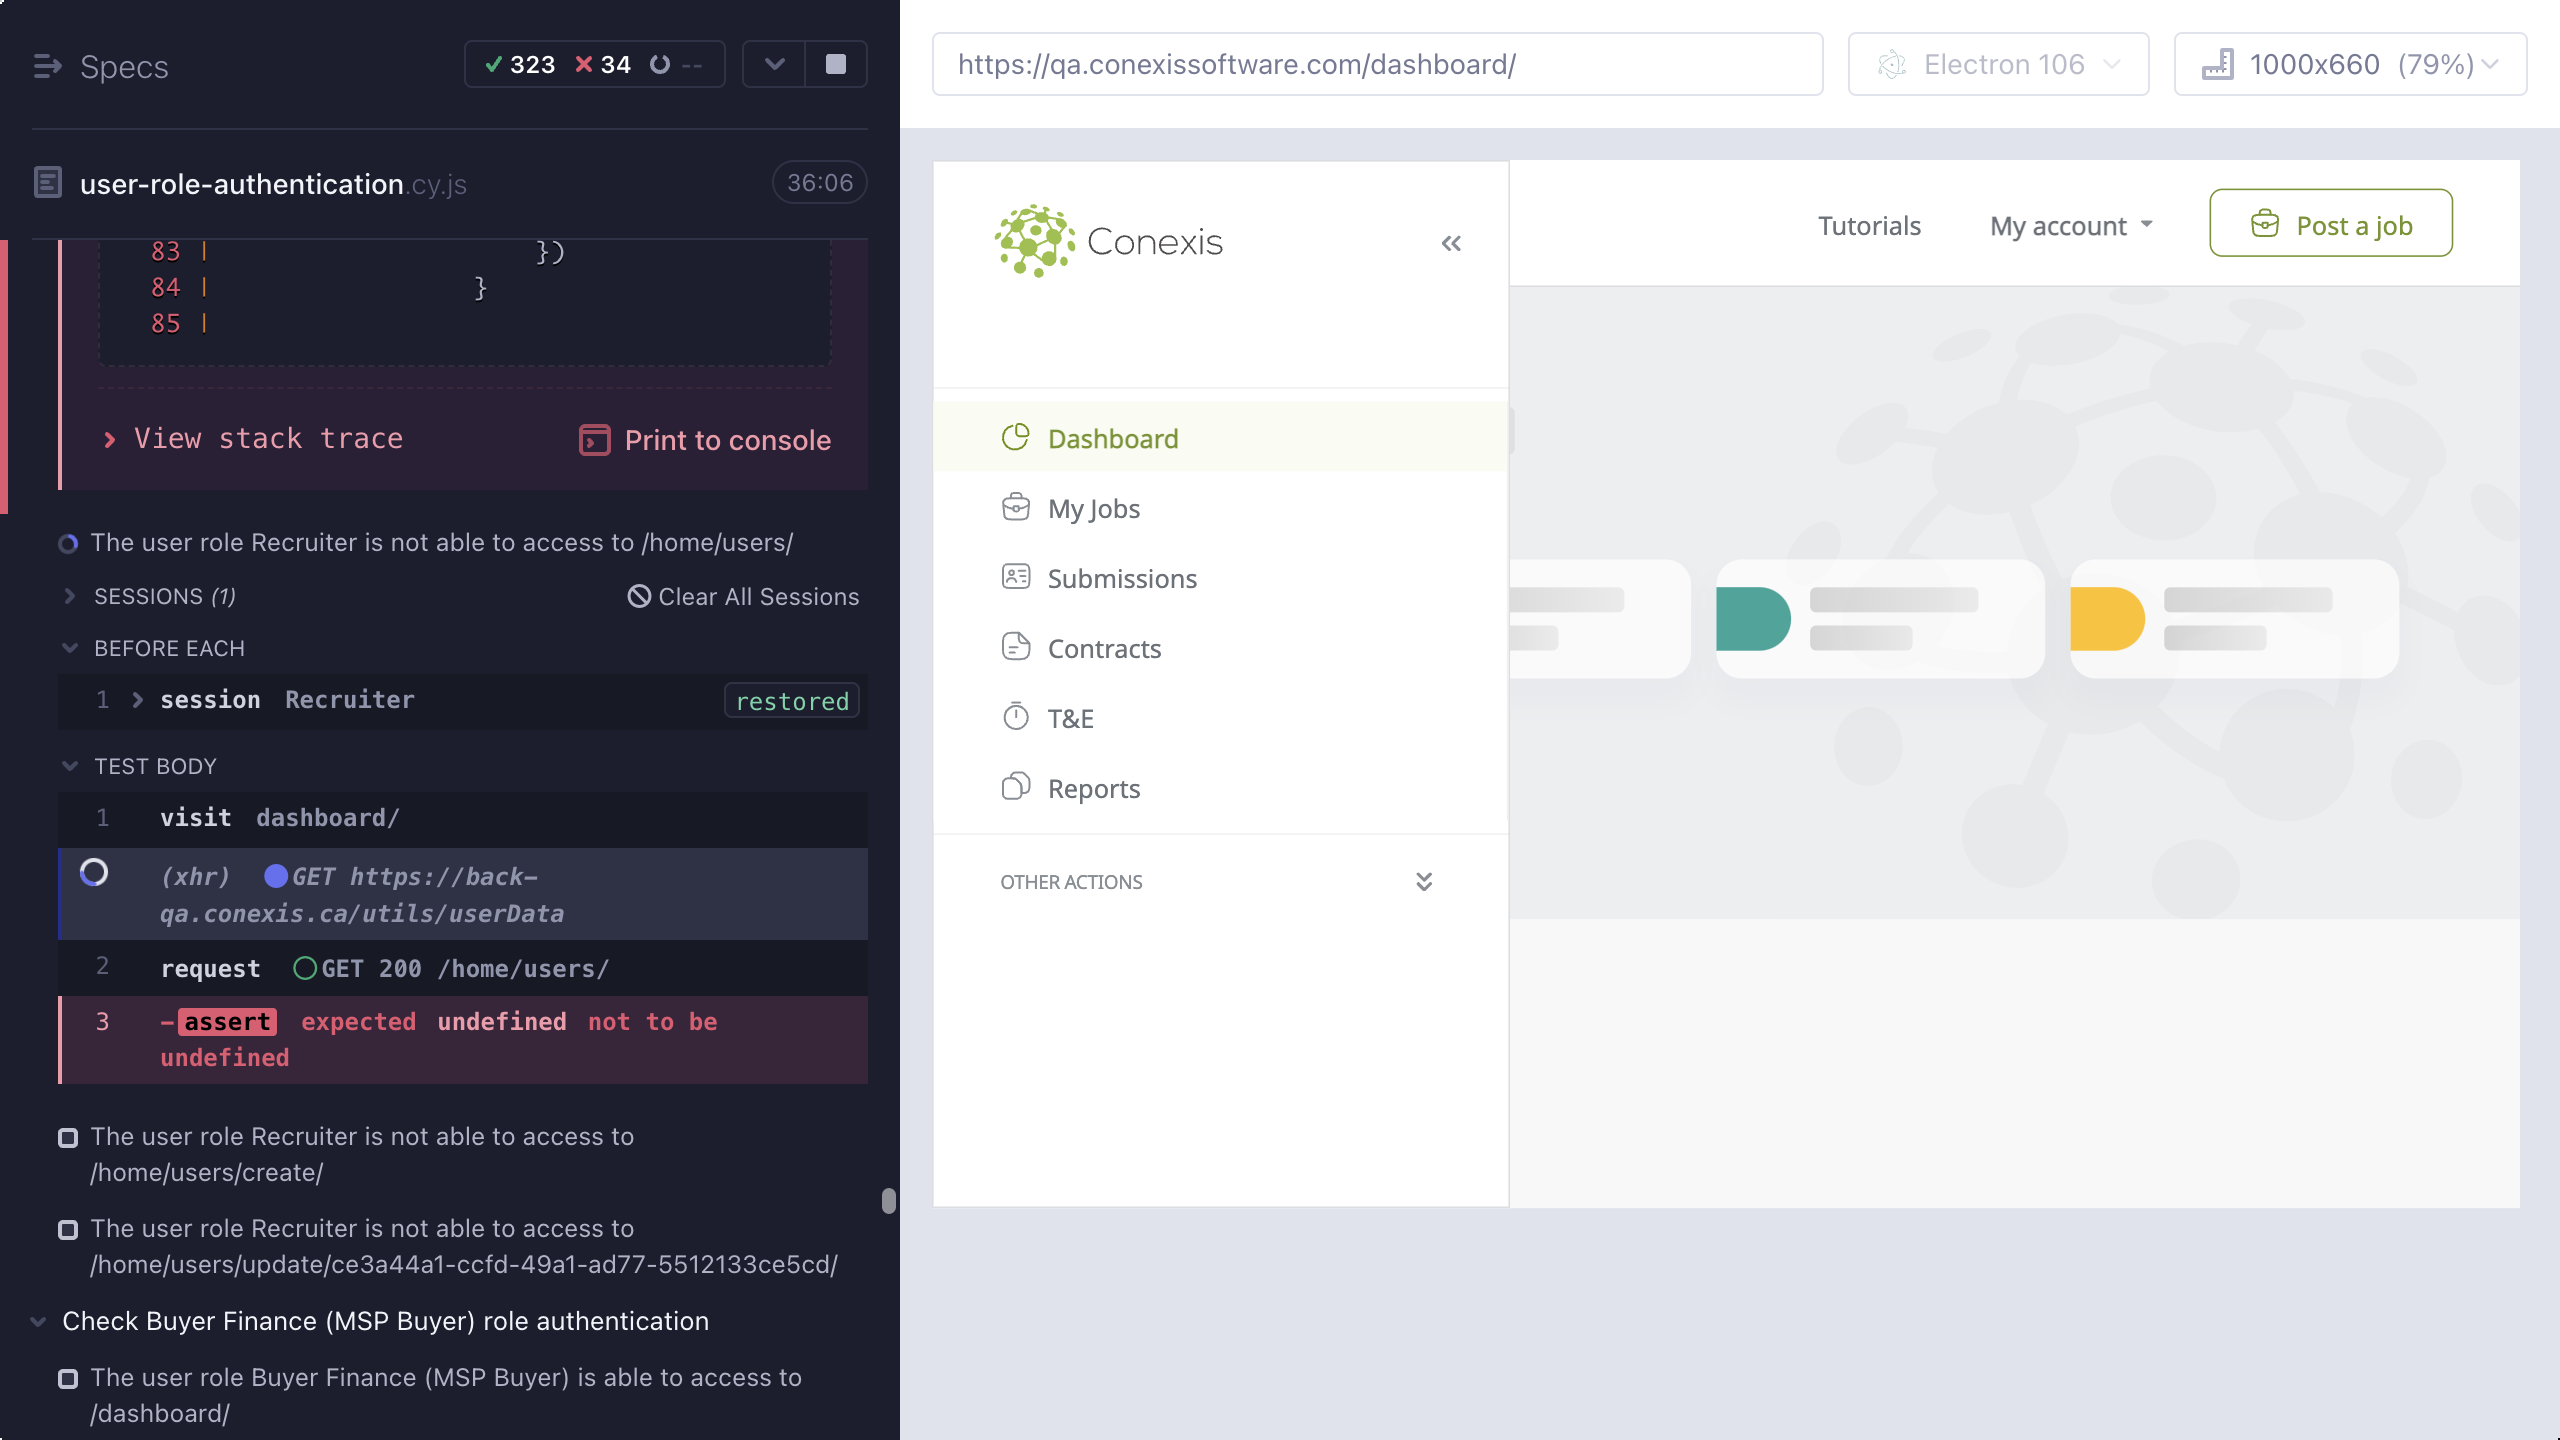 Specs
323 34 --
user-role-authentication.cy.js
36:06
83 | })
84 | }
85 |
View stack trace
Print to console
The user role Recruiter is not able to access to /home/users/
SESSIONS (1)
Clear All Sessions
BEFORE EACH
1 session Recruiter restored
TEST BODY
1 visit dashboard/
(xhr) GET https://back-
qa.conexis.ca/utils/userData
2 request GET 200 /home/users/
3 -assert expected undefined not to be
undefined
The user role Recruiter is not able to access to
/home/users/create/
The user role Recruiter is not able to access to
/home/users/update/ce3a44a1-ccfd-49a1-ad77-5512133ce5cd/
Check Buyer Finance (MSP Buyer) role authentication
The user role Buyer Finance (MSP Buyer) is able to access to
/dashboard/
https://qa.conexissoftware.com/dashboard/
Electron 106
1000x660 (79%)
Conexis
Tutorials
My account
Post a job
Dashboard
My Jobs
Submissions
Contracts
T&E
Reports
OTHER ACTIONS